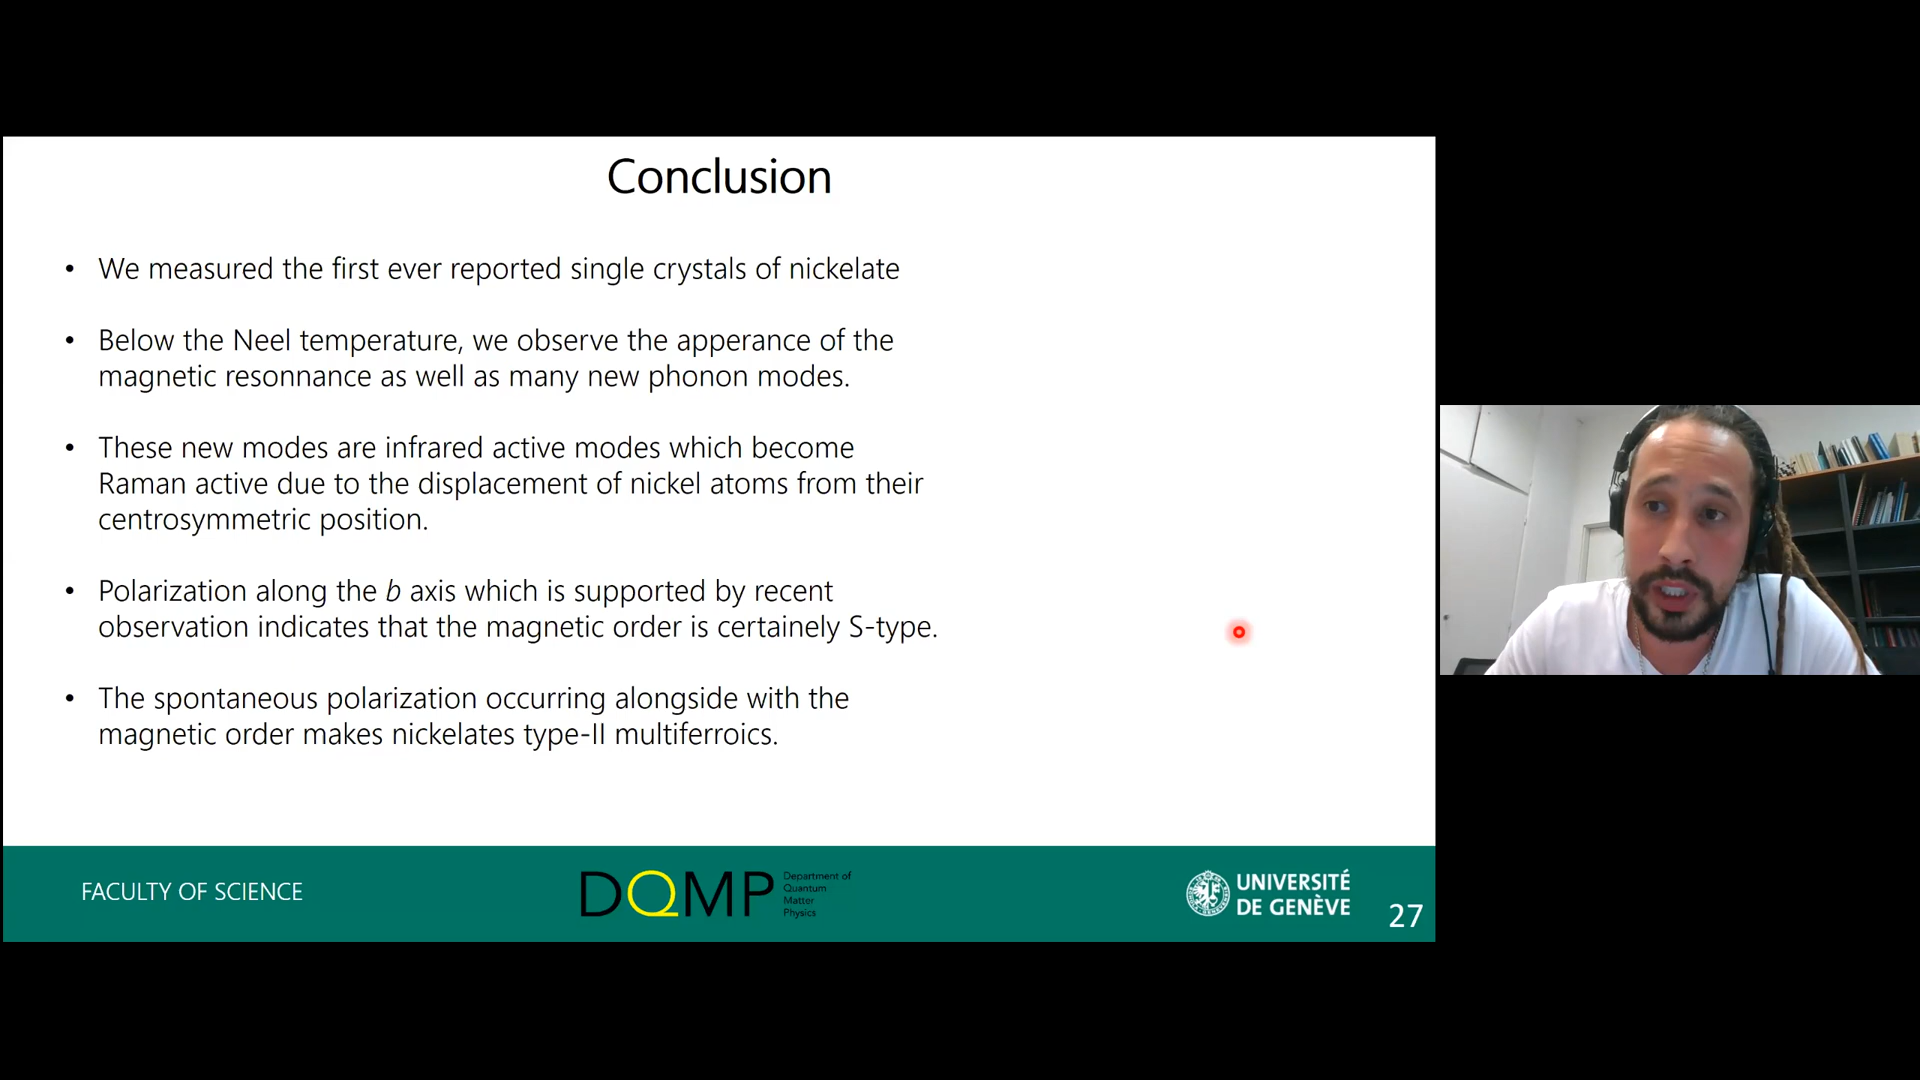 Conclusion
• We measured the first ever reported single crystals of nickelate
• Below the Neel temperature, we observe the apperance of the
magnetic resonnance as well as many new phonon modes.
• These new modes are infrared active modes which become
Raman active due to the displacement of nickel atoms from their
centrosymmetric position.
• Polarization along the b axis which is supported by recent
observation indicates that the magnetic order is certainely S-type.
• The spontaneous polarization occurring alongside with the
magnetic order makes nickelates type-II multiferroics.
FACULTY OF SCIENCE
DQMP
Department of
Quantum
Matter
Physics
UNIVERSITÉ
DE GENÈVE
27